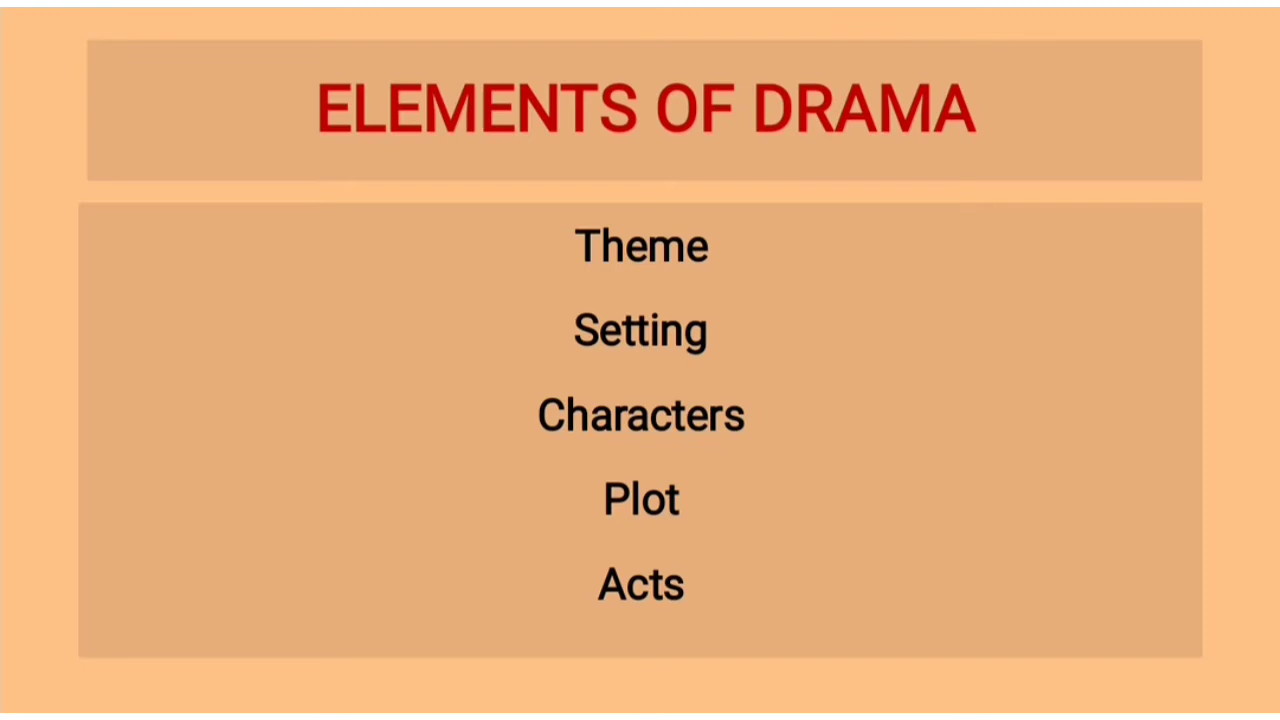 ELEMENTS OF DRAMA
Theme
Setting
Characters
Plot
Acts